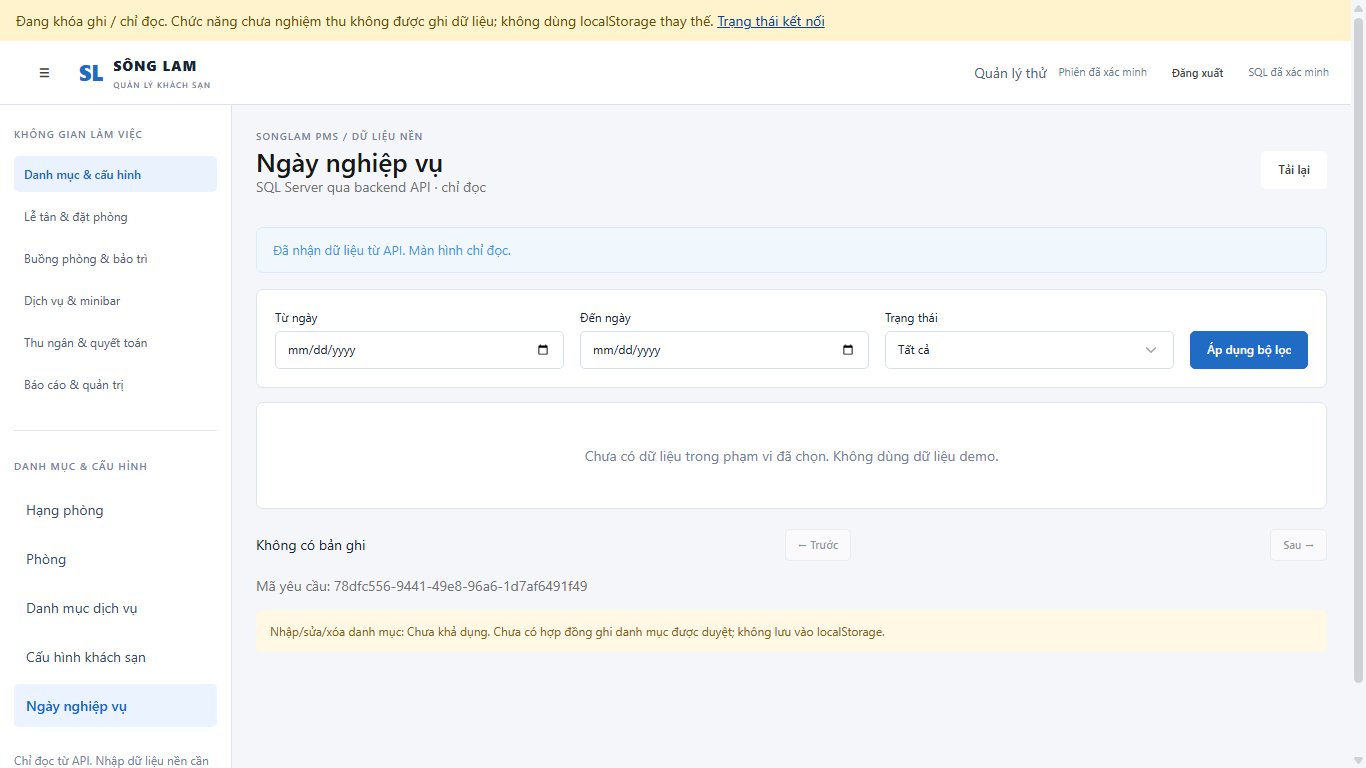 Đang khóa ghi / chỉ đọc. Chức năng chưa nghiệm thu không được ghi dữ liệu; không dùng localStorage thay thế. Trạng thái kết nối
☰
SL SÔNG LAM
QUẢN LÝ KHÁCH SẠN
Quản lý thử Phiên đã xác minh Đăng xuất SQL đã xác minh
KHÔNG GIAN LÀM VIỆC
Danh mục & cấu hình
Lễ tân & đặt phòng
Buồng phòng & bảo trì
Dịch vụ & minibar
Thu ngân & quyết toán
Báo cáo & quản trị
DANH MỤC & CẤU HÌNH
Hạng phòng
Phòng
Danh mục dịch vụ
Cấu hình khách sạn
Ngày nghiệp vụ
Chỉ đọc từ API. Nhập dữ liệu nền cần
SONGLAM PMS / DỮ LIỆU NỀN
Ngày nghiệp vụ
SQL Server qua backend API · chỉ đọc
Tải lại
Đã nhận dữ liệu từ API. Màn hình chỉ đọc.
Từ ngày Đến ngày Trạng thái
mm/dd/yyyy mm/dd/yyyy Tất cả Áp dụng bộ lọc
Chưa có dữ liệu trong phạm vi đã chọn. Không dùng dữ liệu demo.
Không có bản ghi ← Trước Sau →
Mã yêu cầu: 78dfc556-9441-49e8-96a6-1d7af6491f49
Nhập/sửa/xóa danh mục: Chưa khả dụng. Chưa có hợp đồng ghi danh mục được duyệt; không lưu vào localStorage.